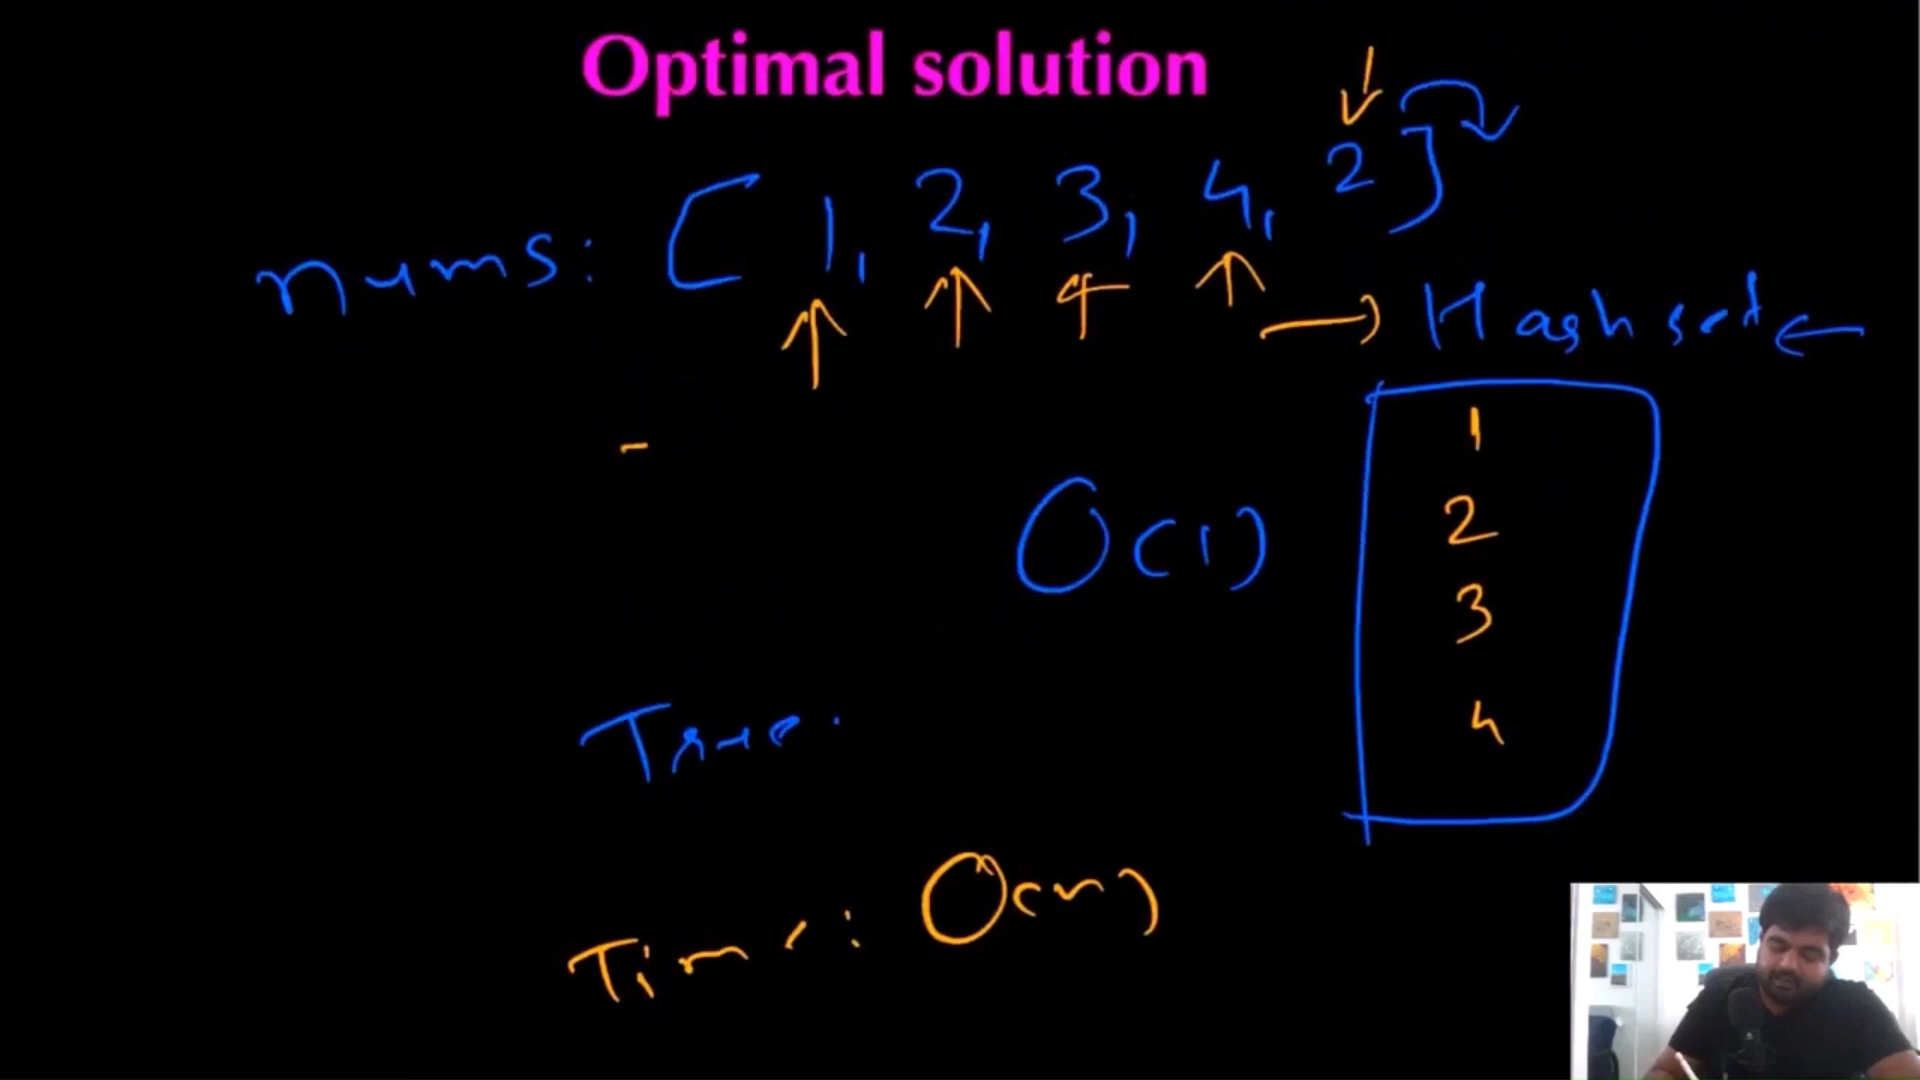 Optimal solution
nums: [1, 2, 3, 4, 2]
Hashset
1
2
O(1)
3
4
True.
Time: O(n)